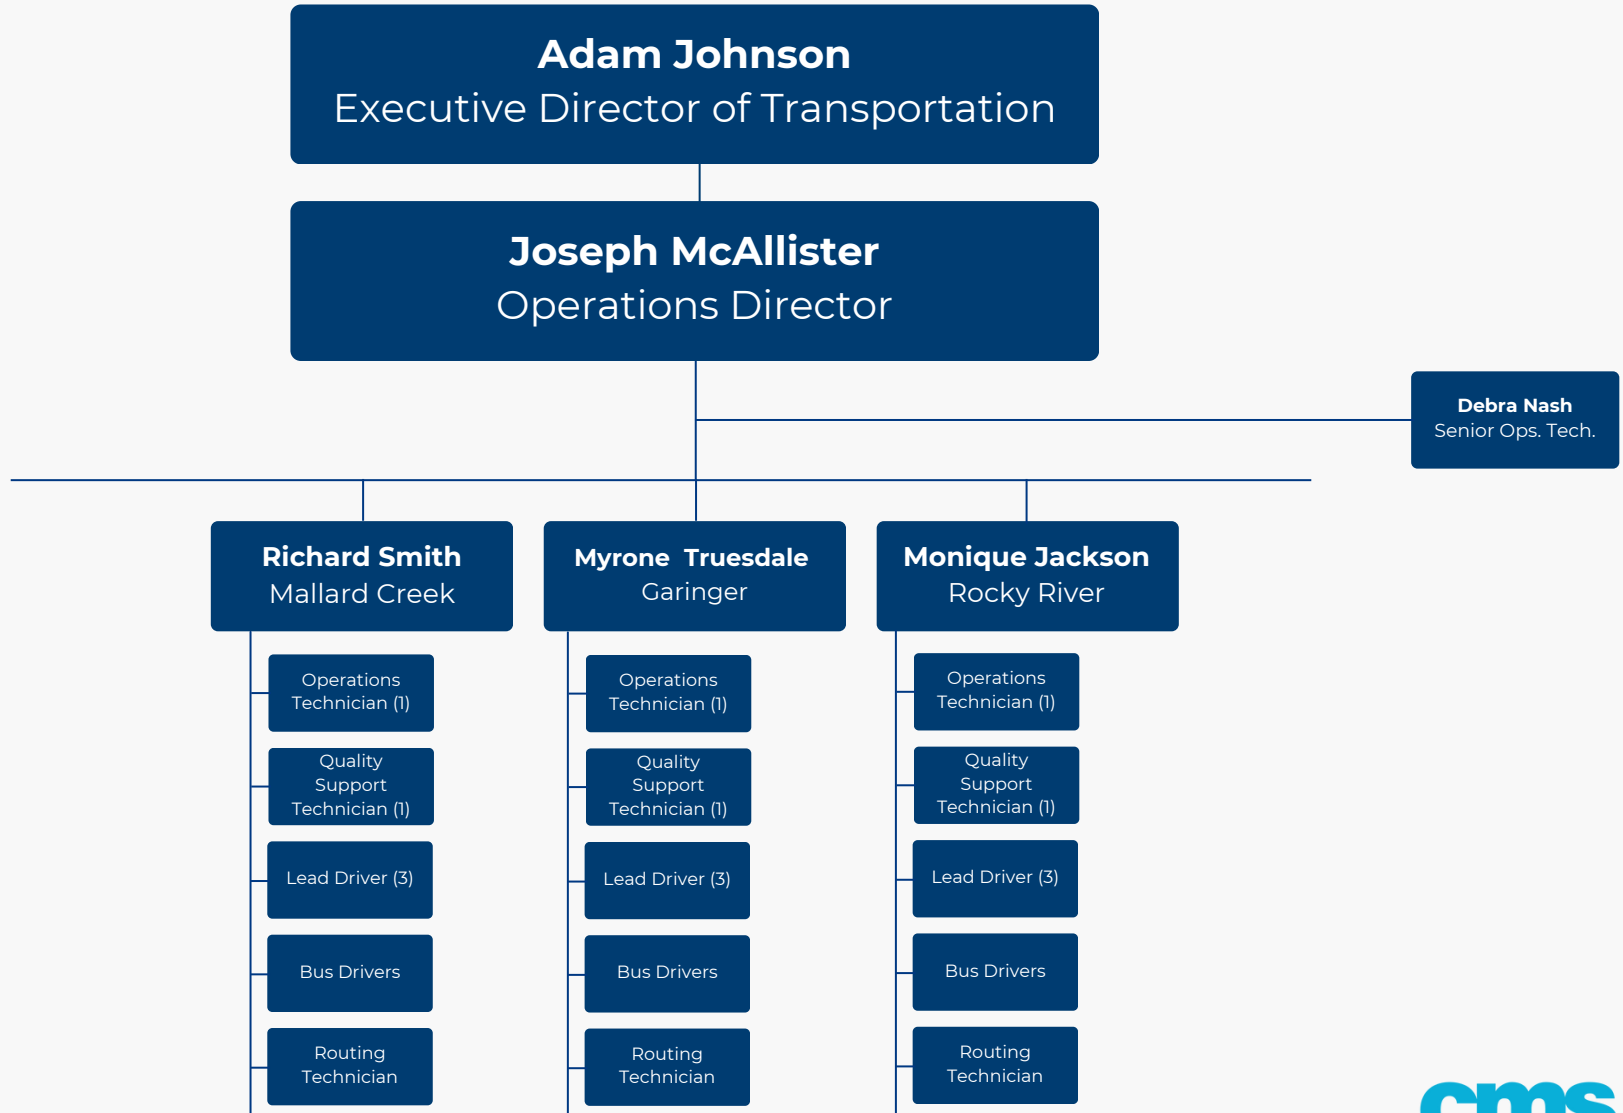 Adam Johnson
Executive Director of Transportation
Joseph McAllister
Operations Director
Debra Nash
Senior Ops. Tech.
Richard Smith
Mallard Creek
Myrone Truesdale
Garinger
Monique Jackson
Rocky River
Operations
Technician (1)
Quality
Support
Technician (1)
Lead Driver (3)
Bus Drivers
Routing
Technician
Operations
Technician (1)
Quality
Support
Technician (1)
Lead Driver (3)
Bus Drivers
Routing
Technician
Operations
Technician (1)
Quality
Support
Technician (1)
Lead Driver (3)
Bus Drivers
Routing
Technician
cms